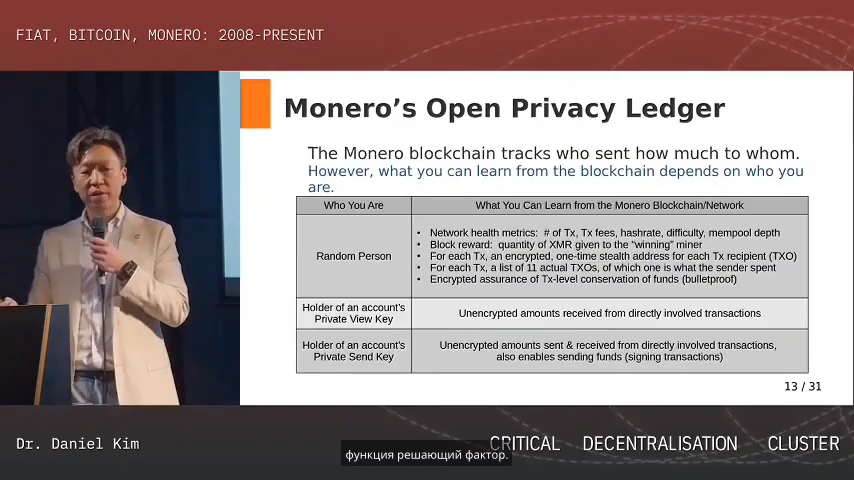 FIAT, BITCOIN, MONERO: 2008-PRESENT
Monero’s Open Privacy Ledger
The Monero blockchain tracks who sent how much to whom.
However, what you can learn from the blockchain depends on who you
are.
Who You Are
What You Can Learn from the Monero Blockchain/Network
Random Person
• Network health metrics: # of Tx, Tx fees, hashrate, difficulty, mempool depth
• Block reward: quantity of XMR given to the “winning” miner
• For each Tx, an encrypted, one-time stealth address for each Tx recipient (TXO)
• For each Tx, a list of 11 actual TXOs, of which one is what the sender spent
• Encrypted assurance of Tx-level conservation of funds (bulletproof)
Holder of an account’s
Private View Key
Unencrypted amounts received from directly involved transactions
Holder of an account’s
Private Send Key
Unencrypted amounts sent & received from directly involved transactions,
also enables sending funds (signing transactions)
13 / 31
Dr. Daniel Kim
CRITICAL DECENTRALISATION CLUSTER
функция решающий фактор.